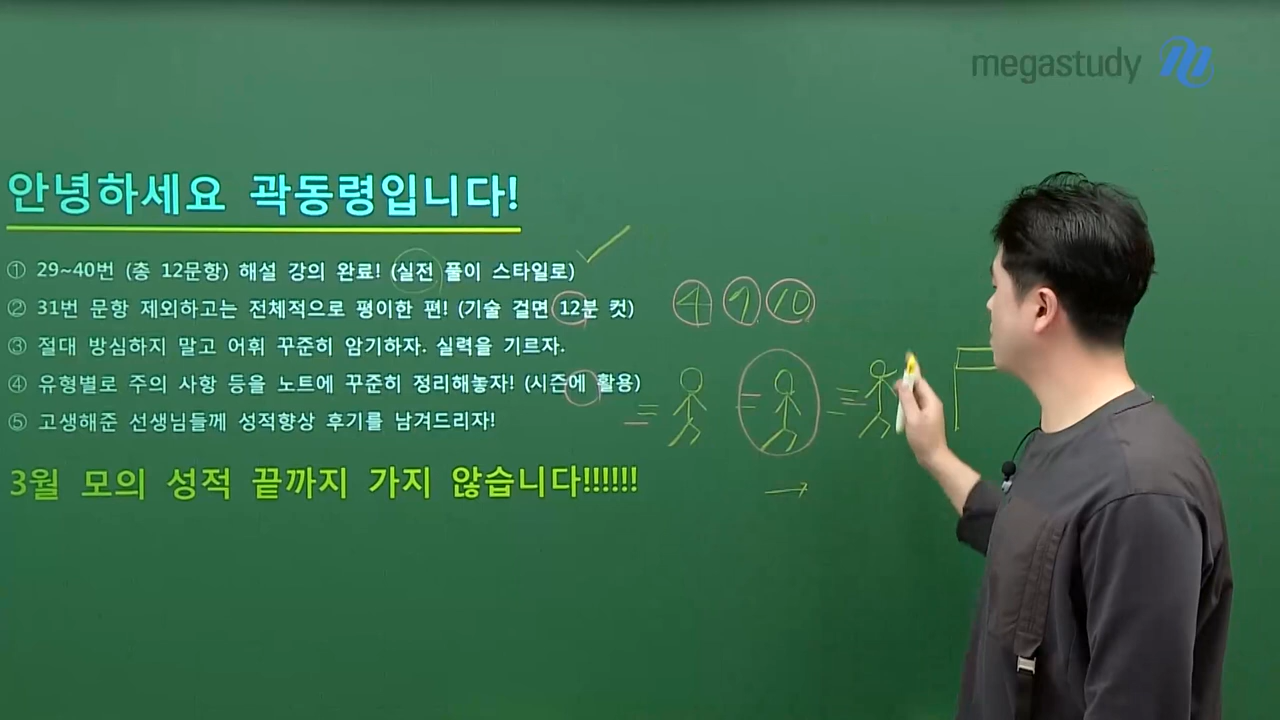 megastudy
안녕하세요 곽동령입니다!
① 29~40번 (총 12문항) 해설 강의 완료! (실전 풀이 스타일로)
② 31번 문항 제외하고는 전체적으로 평이한 편! (기술 걸면 12분 컷)
③ 절대 방심하지 말고 어휘 꾸준히 암기하자. 실력을 기르자.
④ 유형별로 주의 사항 등을 노트에 꾸준히 정리해놓자! (시즌에 활용)
⑤ 고생해준 선생님들께 성적향상 후기를 남겨드리자!
3월 모의 성적 끝까지 가지 않습니다!!!!!!
4 9 10